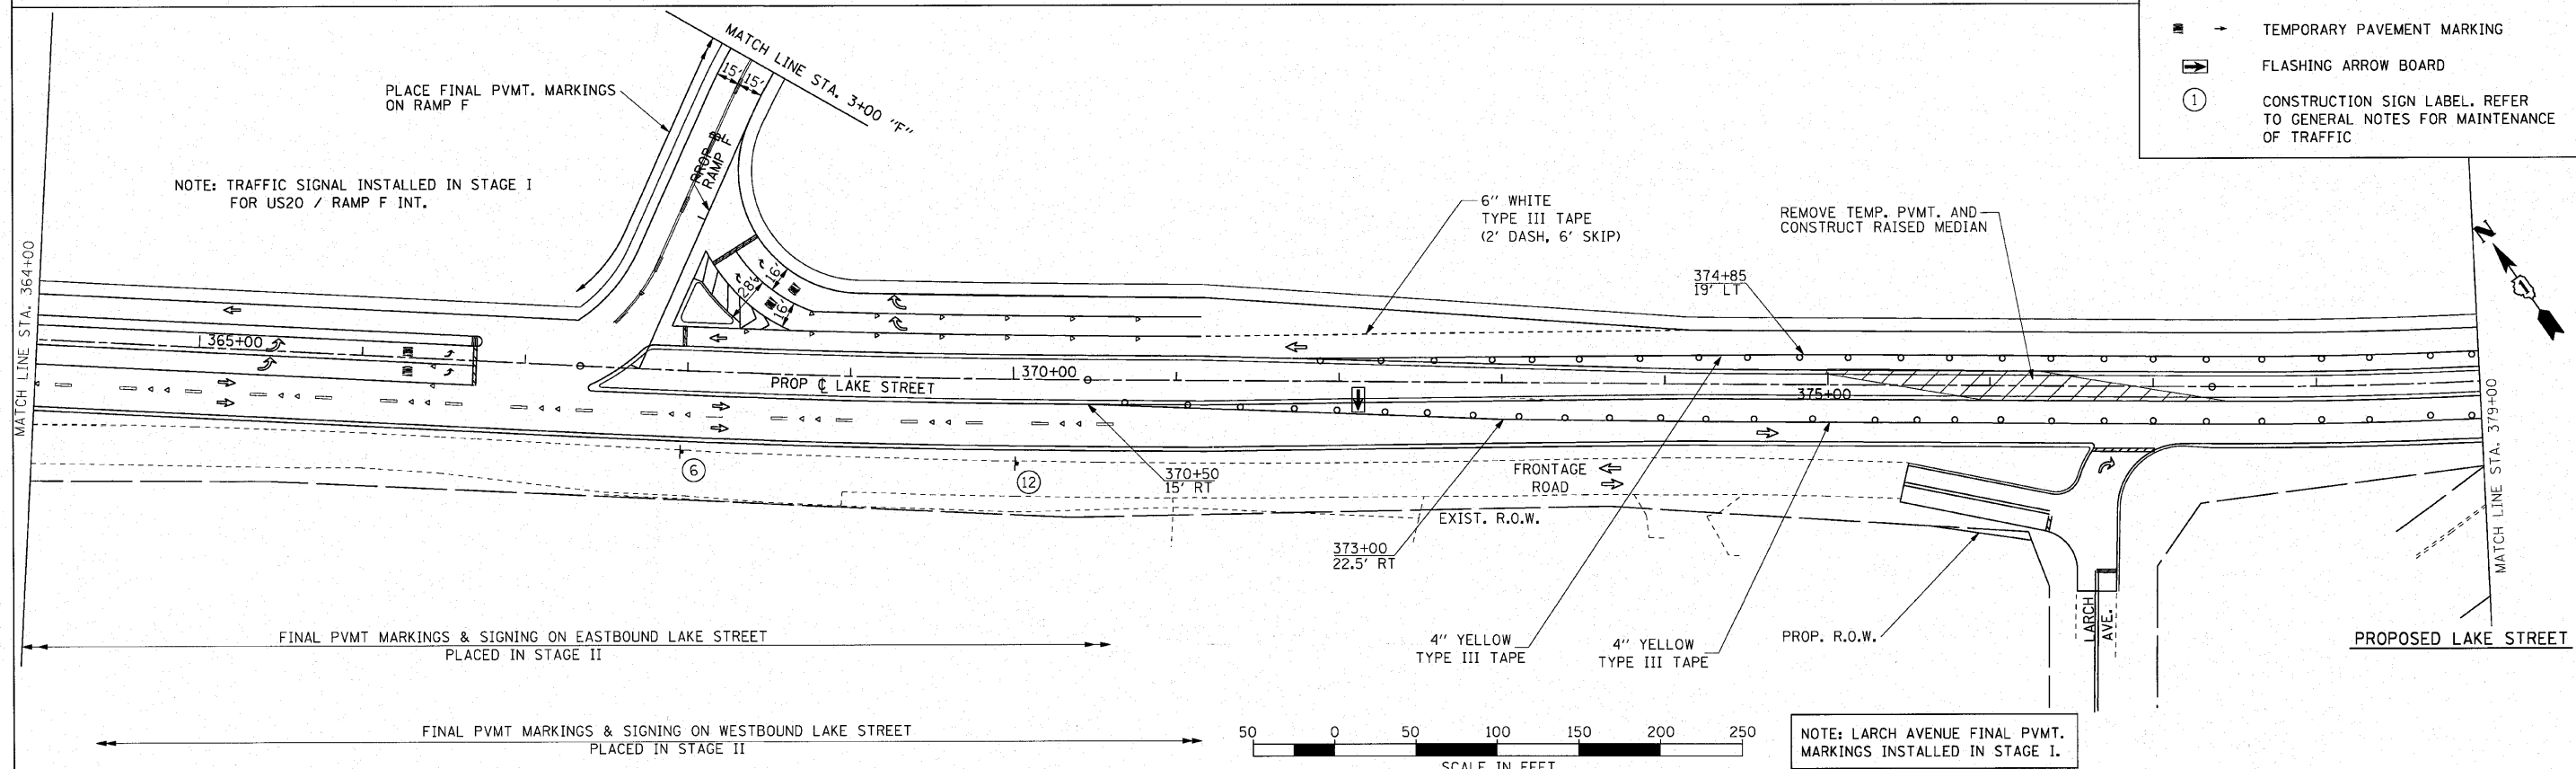 TEMPORARY PAVEMENT MARKING
FLASHING ARROW BOARD
1
CONSTRUCTION SIGN LABEL. REFER
TO GENERAL NOTES FOR MAINTENANCE
OF TRAFFIC
MATCH LINE STA. 3+00 "F"
15' 15'
PLACE FINAL PVMT. MARKINGS
ON RAMP F
PROP ℄
RAMP F
NOTE: TRAFFIC SIGNAL INSTALLED IN STAGE I
FOR US20 / RAMP F INT.
6" WHITE
TYPE III TAPE
(2' DASH, 6' SKIP)
REMOVE TEMP. PVMT. AND
CONSTRUCT RAISED MEDIAN
N
1
MATCH LINE STA. 364+00
16'
28'
16'
374+85
19' LT
365+00
370+00
PROP ℄ LAKE STREET
375+00
MATCH LINE STA. 379+00
6
12
370+50
15' RT
FRONTAGE
ROAD
EXIST. R.O.W.
373+00
22.5' RT
LARCH
AVE.
FINAL PVMT MARKINGS & SIGNING ON EASTBOUND LAKE STREET
PLACED IN STAGE II
4" YELLOW
TYPE III TAPE
4" YELLOW
TYPE III TAPE
PROP. R.O.W.
PROPOSED LAKE STREET
FINAL PVMT MARKINGS & SIGNING ON WESTBOUND LAKE STREET
PLACED IN STAGE II
50 0 50 100 150 200 250
SCALE IN FEET
NOTE: LARCH AVENUE FINAL PVMT.
MARKINGS INSTALLED IN STAGE I.